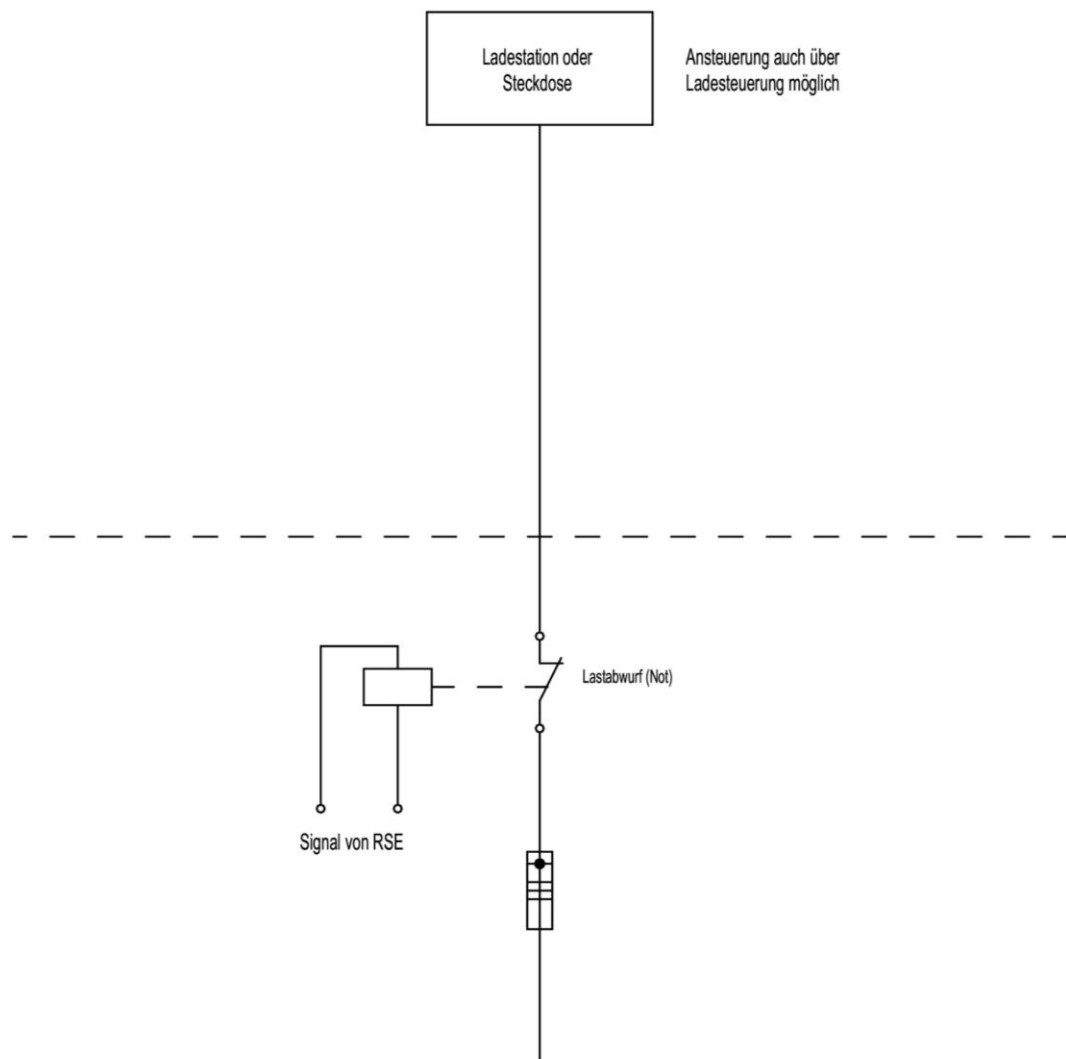 Ladestation oder
Steckdose
Ansteuerung auch über
Ladesteuerung möglich
Lastabwurf (Not)
Signal von RSE